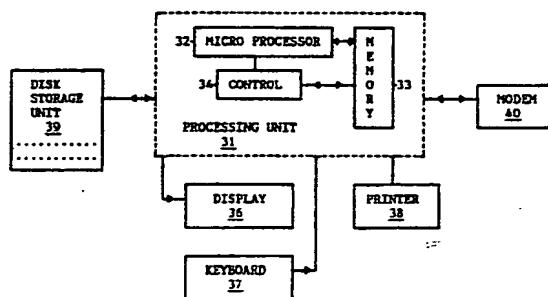 32 MICRO PROCESSOR
MEMORY
33
34 CONTROL
DISK
STORAGE
UNIT
39
PROCESSING UNIT
31
MODEM
40
DISPLAY
36
PRINTER
38
KEYBOARD
37